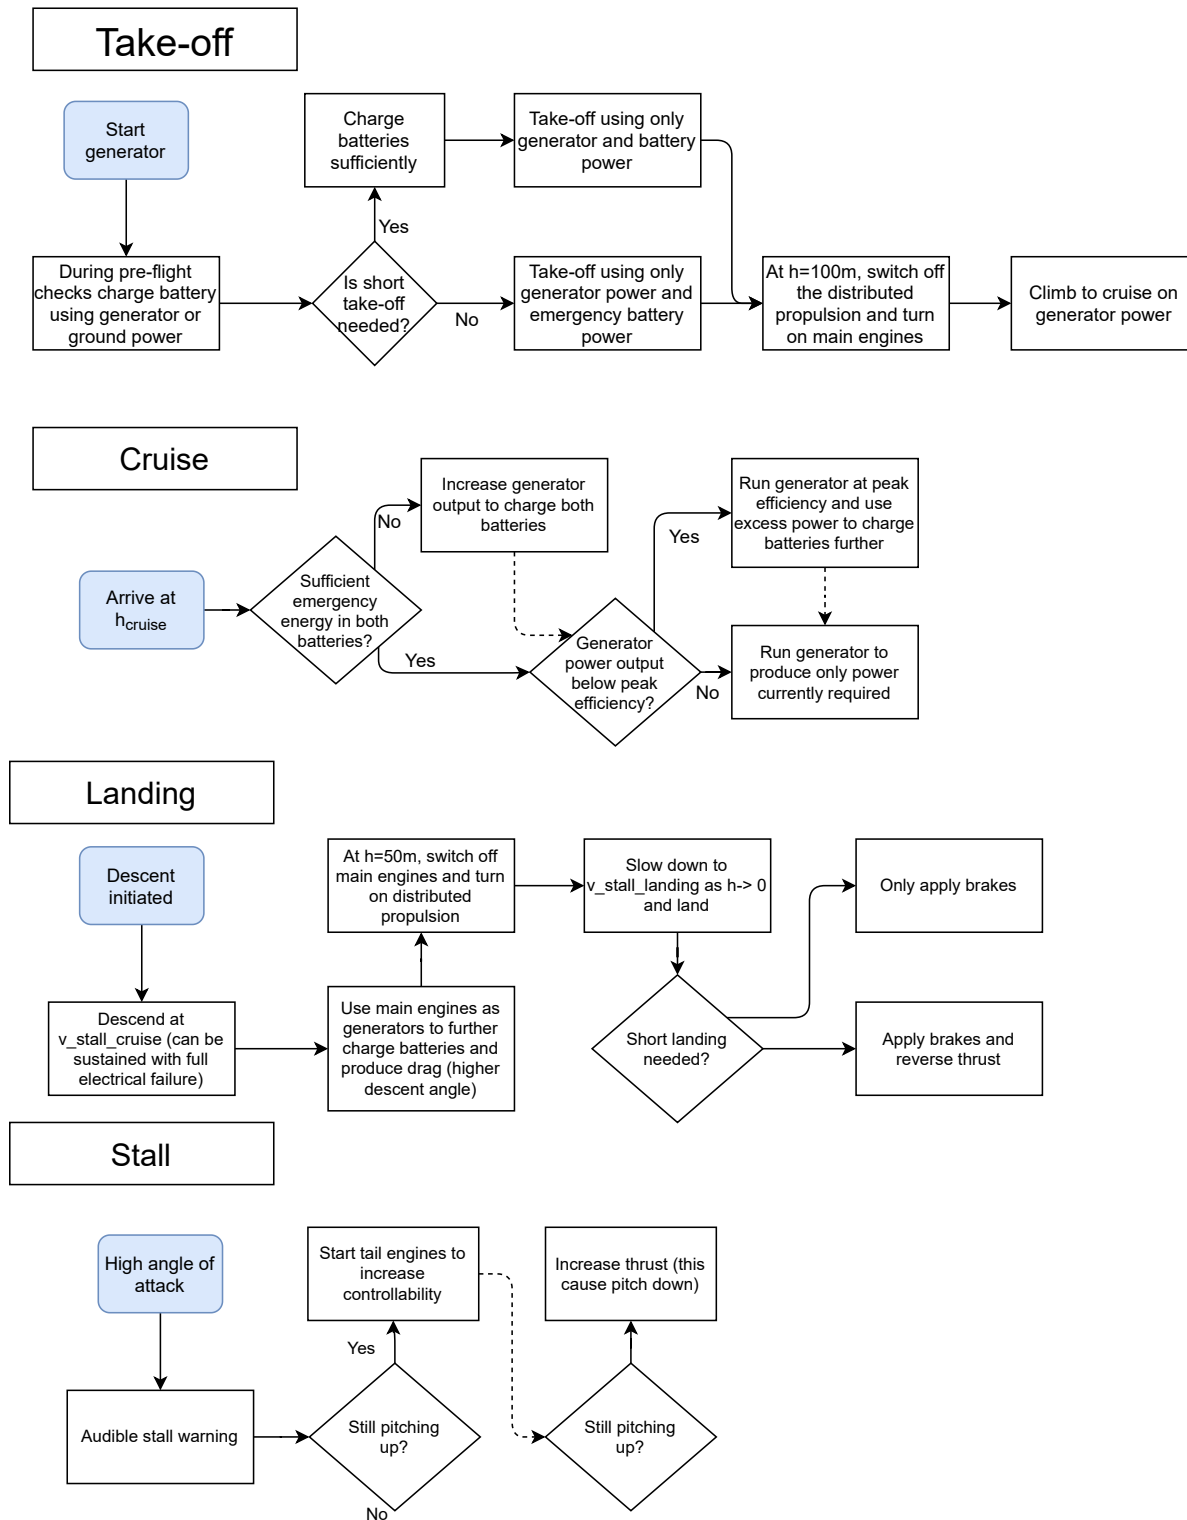 Take-off
Start
generator
Charge
batteries
sufficiently
Take-off using only
generator and battery
power
Yes
During pre-flight
checks charge battery
using generator or
ground power
Is short
take-off
needed?
No
Take-off using only
generator power and
emergency battery
power
At h=100m, switch off
the distributed
propulsion and turn
on main engines
Climb to cruise on
generator power
Cruise
Arrive at
hcruise
Sufficient
emergency
energy in both
batteries?
No
Increase generator
output to charge both
batteries
Yes
Generator
power output
below peak
efficiency?
Yes
Run generator at peak
efficiency and use
excess power to charge
batteries further
No
Run generator to
produce only power
currently required
Landing
Descent
initiated
Descend at
v_stall_cruise (can be
sustained with full
electrical failure)
Use main engines as
generators to further
charge batteries and
produce drag (higher
descent angle)
At h=50m, switch off
main engines and turn
on distributed
propulsion
Slow down to
v_stall_landing as h-> 0
and land
Short landing
needed?
Only apply brakes
Apply brakes and
reverse thrust
Stall
High angle of
attack
Audible stall warning
Still pitching
up?
Yes
No
Start tail engines to
increase
controllability
Still pitching
up?
Increase thrust (this
cause pitch down)